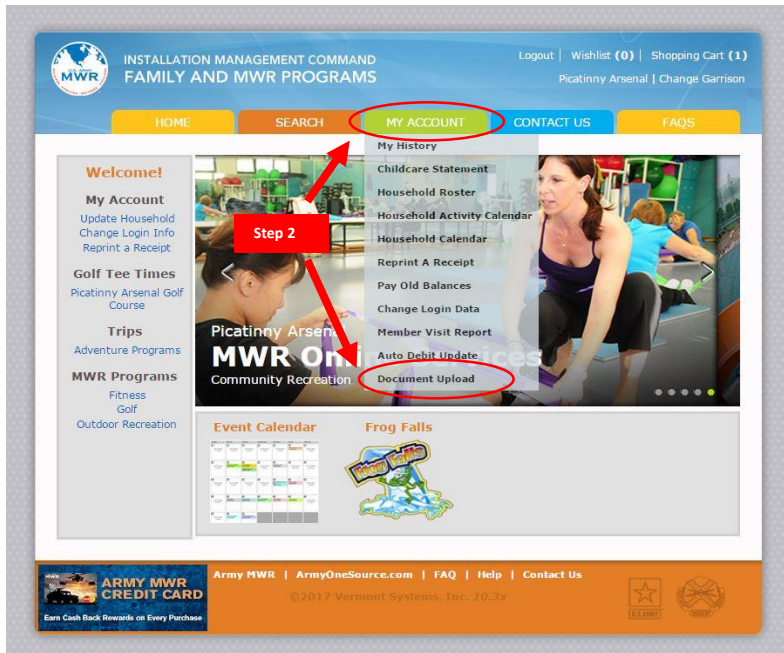 U.S. ARMY
MWR
INSTALLATION MANAGEMENT COMMAND
FAMILY AND MWR PROGRAMS
Logout | Wishlist (0) | Shopping Cart (1)
Picatinny Arsenal | Change Garrison
HOME
SEARCH
MY ACCOUNT
CONTACT US
FAQS
Welcome!
My Account
Update Household
Change Login Info
Reprint a Receipt
Golf Tee Times
Picatinny Arsenal Golf
Course
Trips
Adventure Programs
MWR Programs
Fitness
Golf
Outdoor Recreation
My History
Childcare Statement
Household Roster
Household Activity Calendar
Household Calendar
Reprint A Receipt
Pay Old Balances
Change Login Data
Member Visit Report
Auto Debit Update
Document Upload
Step 2
Picatinny Arsenal
MWR Online Services
Community Recreation
Event Calendar
Frog Falls
Frog Falls
MWR
ARMY MWR
CREDIT CARD
Earn Cash Back Rewards on Every Purchase
Army MWR | ArmyOneSource.com | FAQ | Help | Contact Us
©2017 Vermont Systems, Inc. 10.3x
U.S.ARMY